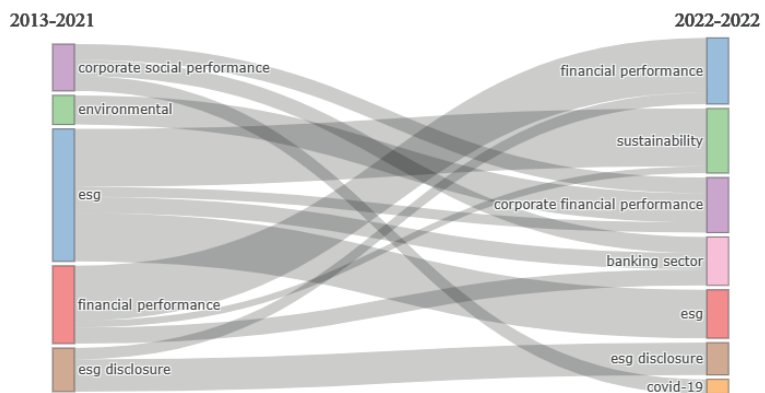 2013-2021
2022-2022
corporate social performance
environmental
esg
financial performance
esg disclosure
financial performance
sustainability
corporate financial performance
banking sector
esg
esg disclosure
covid-19